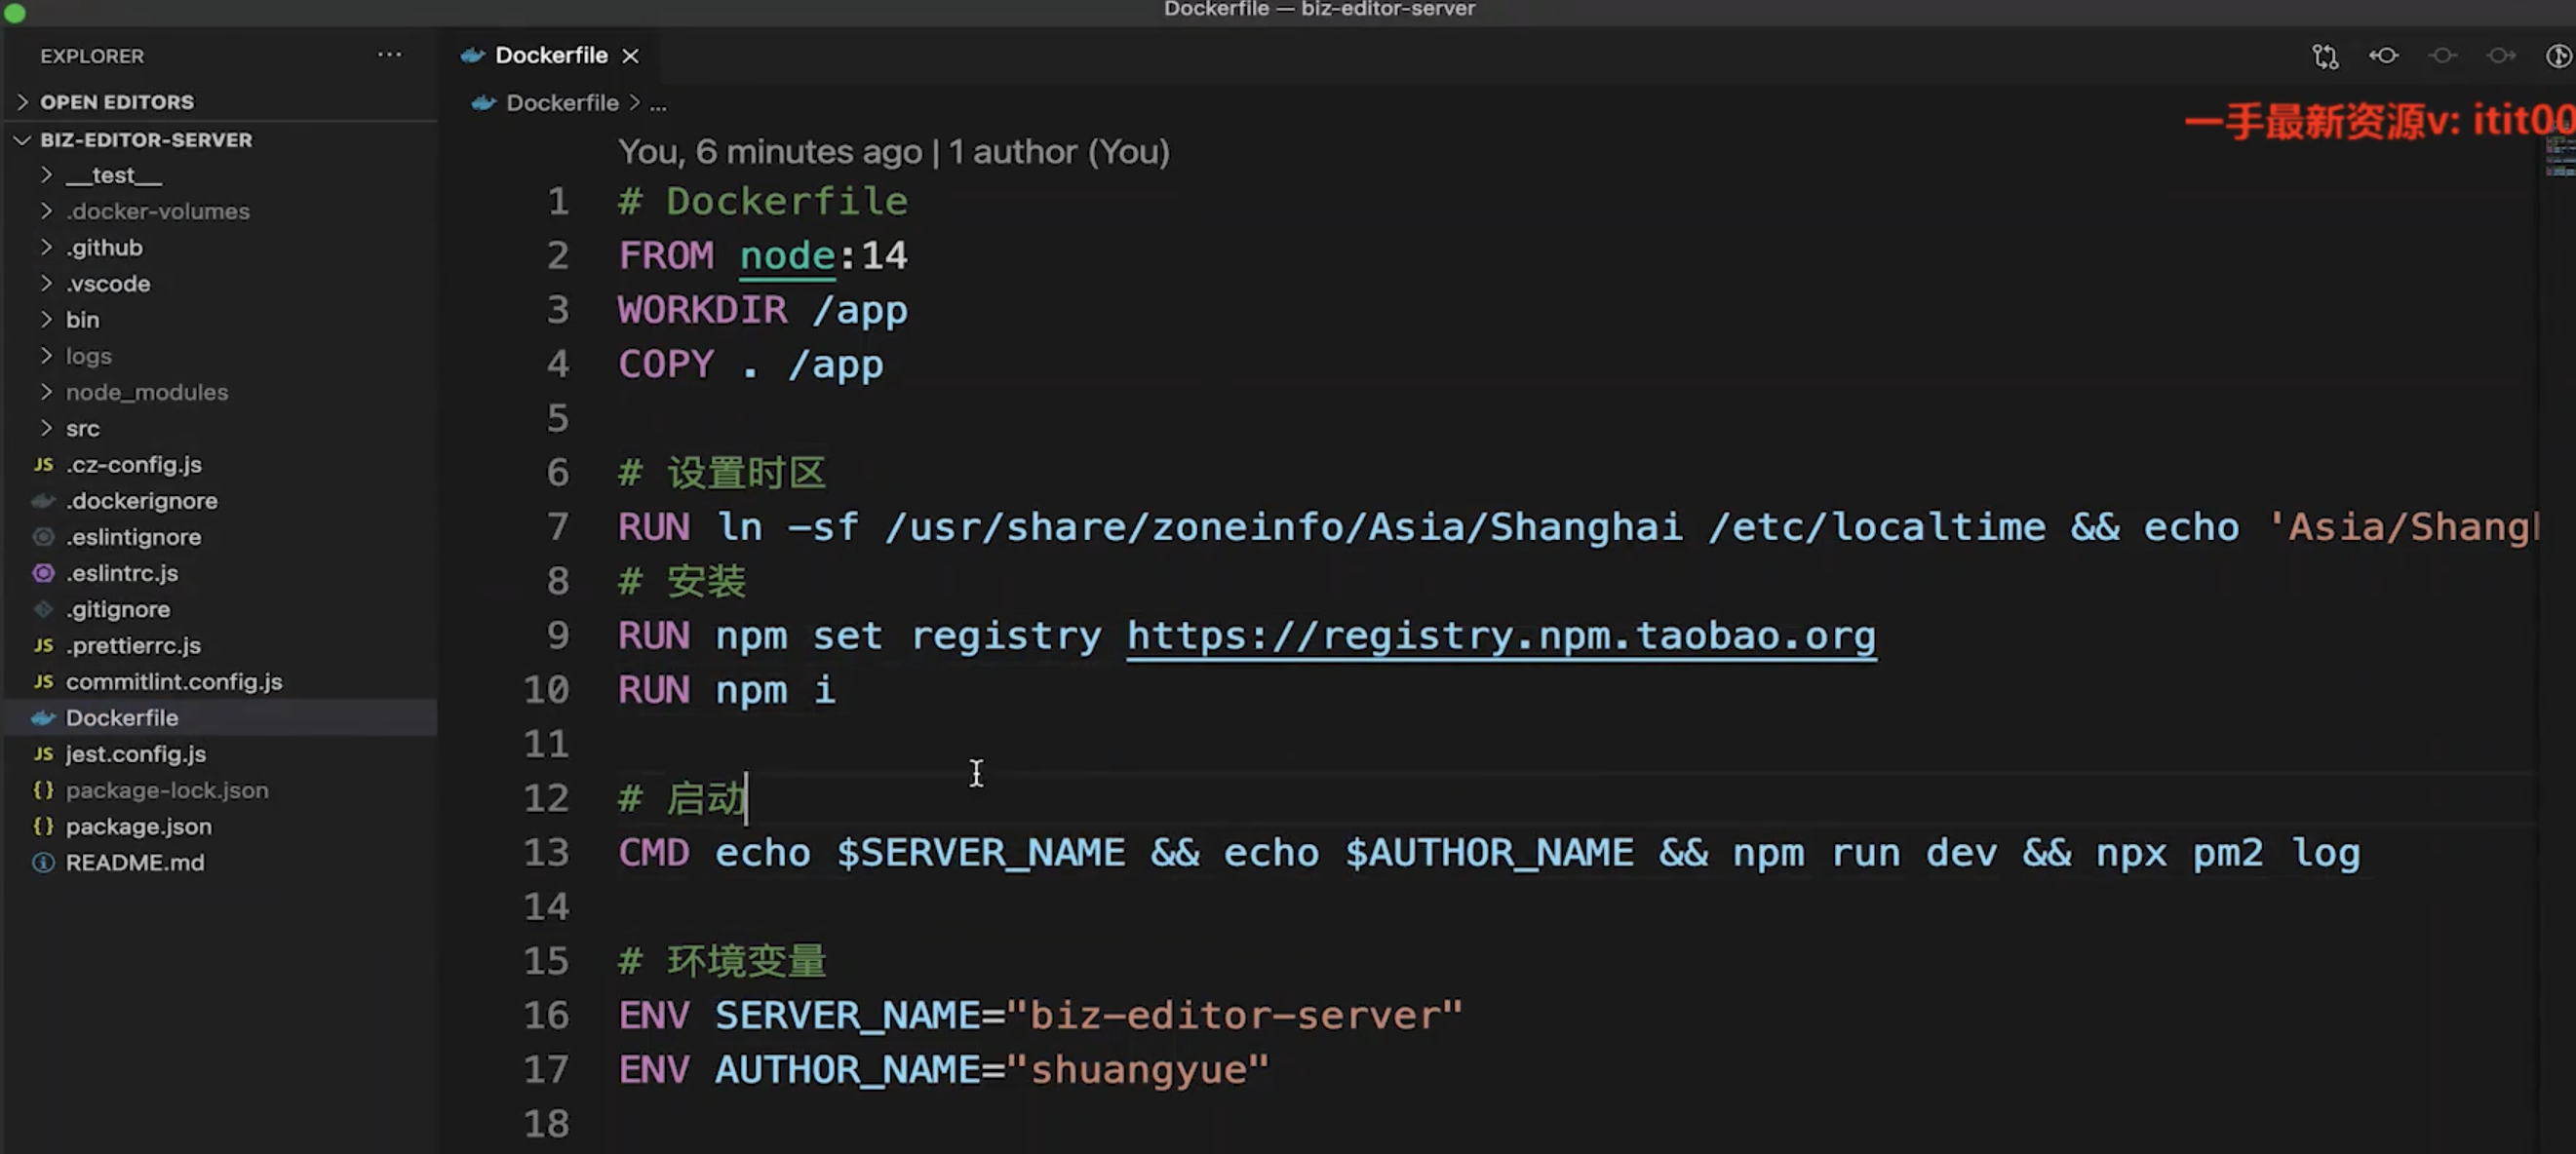 Dockerfile — biz-editor-server
EXPLORER
···
OPEN EDITORS
BIZ-EDITOR-SERVER
__test__
.docker-volumes
.github
.vscode
bin
logs
node_modules
src
JS .cz-config.js
.dockerignore
.eslintignore
.eslintrc.js
.gitignore
JS .prettierrc.js
JS commitlint.config.js
Dockerfile
JS jest.config.js
{} package-lock.json
{} package.json
README.md
Dockerfile
Dockerfile > ...
一手最新资源v: itit00
You, 6 minutes ago | 1 author (You)
1 # Dockerfile
2 FROM node:14
3 WORKDIR /app
4 COPY . /app
5
6 # 设置时区
7 RUN ln -sf /usr/share/zoneinfo/Asia/Shanghai /etc/localtime && echo 'Asia/Shang
8 # 安装
9 RUN npm set registry https://registry.npm.taobao.org
10 RUN npm i
11
12 # 启动
13 CMD echo $SERVER_NAME && echo $AUTHOR_NAME && npm run dev && npx pm2 log
14
15 # 环境变量
16 ENV SERVER_NAME="biz-editor-server"
17 ENV AUTHOR_NAME="shuangyue"
18